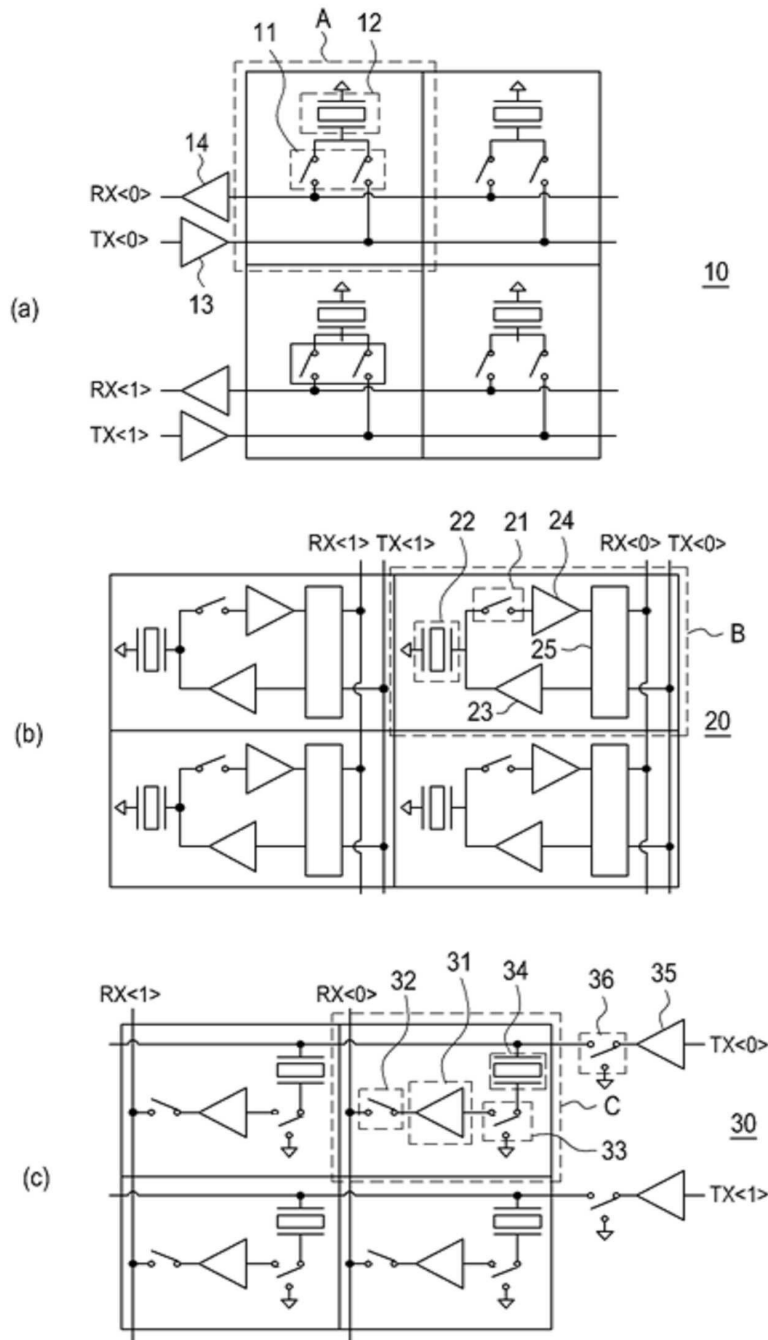 A
11
12
14
RX<0>
TX<0>
13
10
(a)
RX<1>
TX<1>
22
21
24
RX<1> TX<1>
RX<0> TX<0>
B
25
23
20
(b)
RX<1>
RX<0>
32
31
34
36
35
TX<0>
C
30
33
(c)
TX<1>